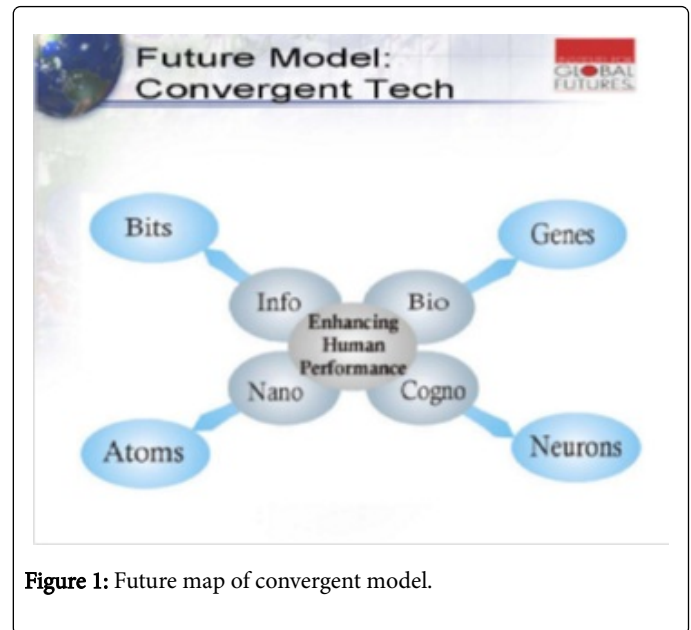 Future Model:
Convergent Tech
GLOBAL
FUTURES
Bits
Genes
Info
Bio
Enhancing
Human
Performance
Nano
Cogno
Atoms
Neurons
Figure 1: Future map of convergent model.